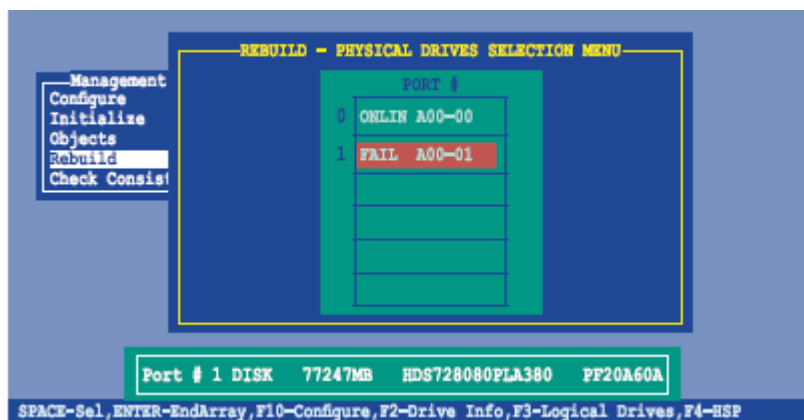 REBUILD - PHYSICAL DRIVES SELECTION MENU
Management
Configure
Initialize
Objects
Rebuild
Check Consist
PORT #
0 ONLIN A00-00
1 FAIL A00-01
Port # 1 DISK 77247MB HDS728080PLA380 PF20A60A
SPACE-Sel,ENTER-EndArray,F10-Configure,F2-Drive Info,F3-Logical Drives,F4-HSP